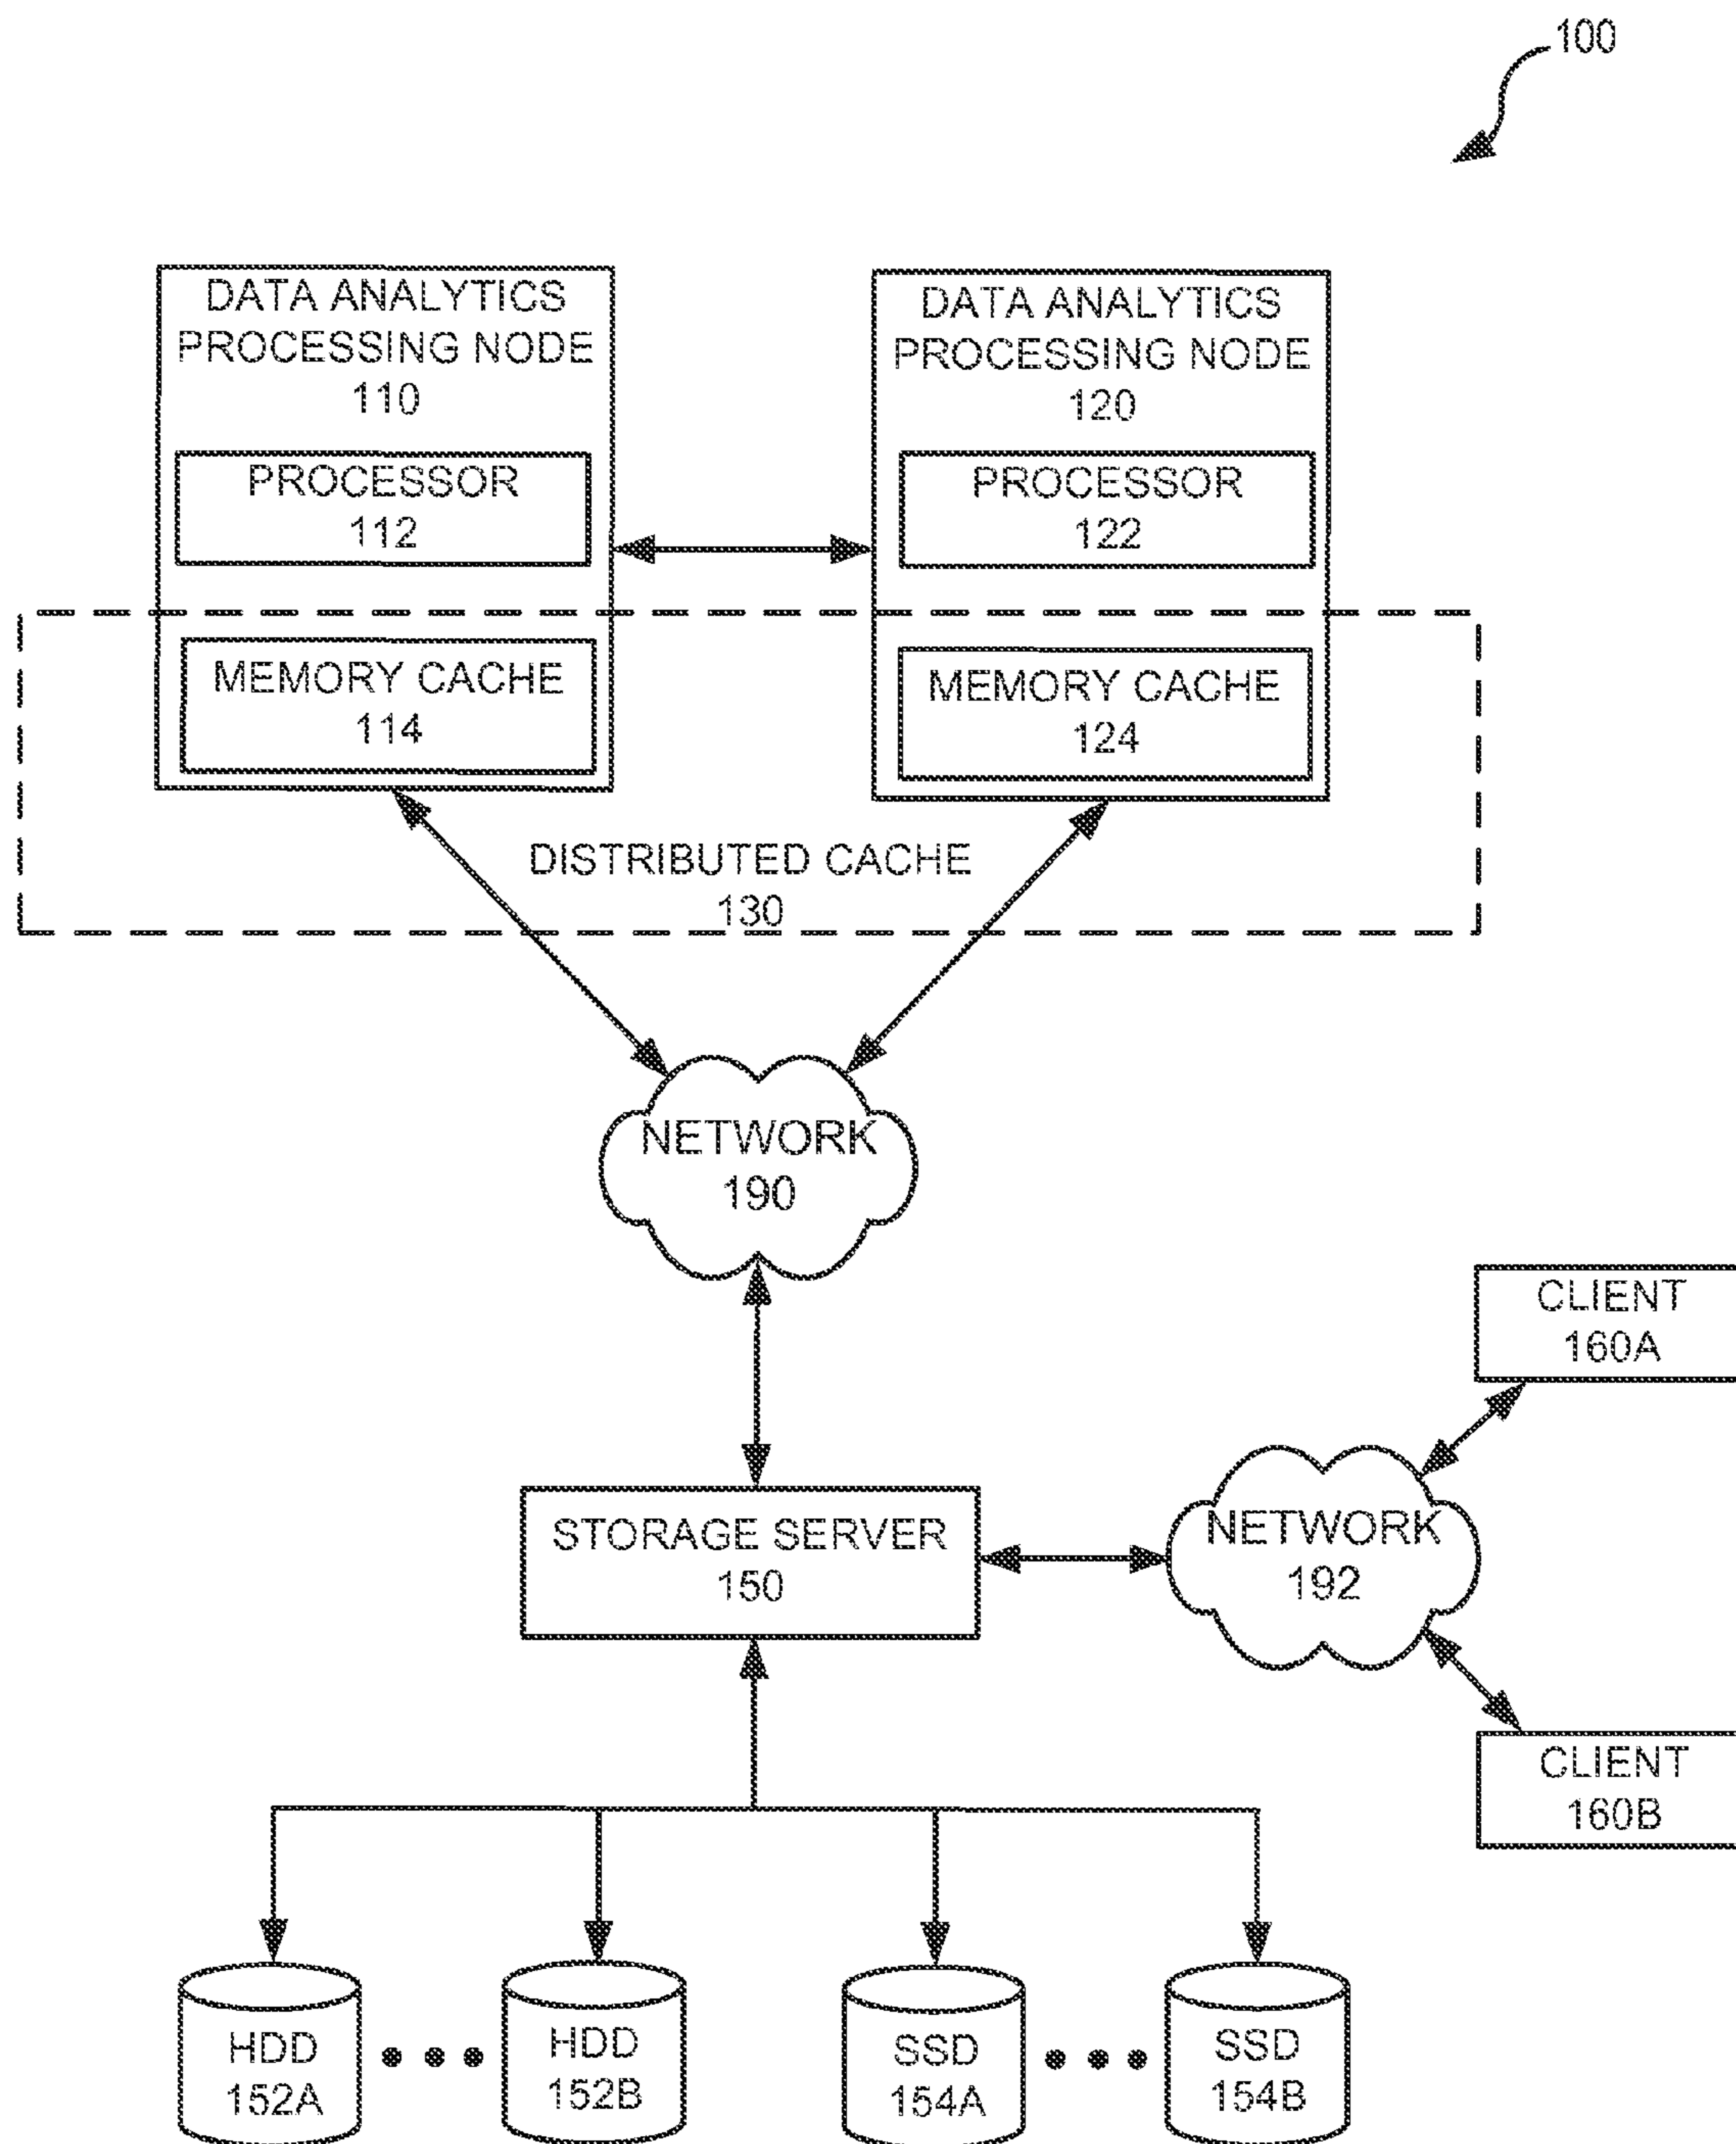 100
DATA ANALYTICS
PROCESSING NODE
110
PROCESSOR
112
MEMORY CACHE
114
DATA ANALYTICS
PROCESSING NODE
120
PROCESSOR
122
MEMORY CACHE
124
DISTRIBUTED CACHE
130
NETWORK
190
STORAGE SERVER
150
NETWORK
192
CLIENT
160A
CLIENT
160B
HDD
152A
HDD
152B
SSD
154A
SSD
154B